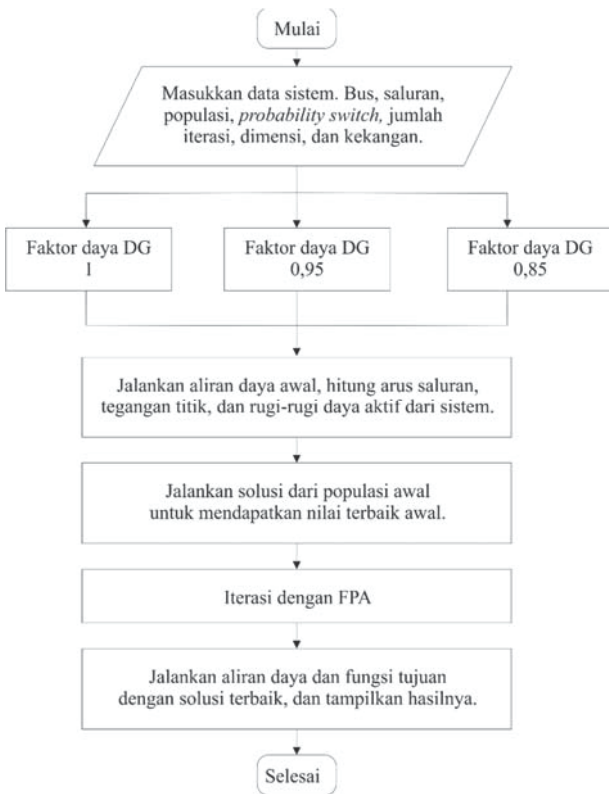 Mulai
Masukkan data sistem. Bus, saluran,
populasi, probability switch, jumlah
iterasi, dimensi, dan kekangan.
Faktor daya DG
1
Faktor daya DG
0,95
Faktor daya DG
0,85
Jalankan aliran daya awal, hitung arus saluran,
tegangan titik, dan rugi-rugi daya aktif dari sistem.
Jalankan solusi dari populasi awal
untuk mendapatkan nilai terbaik awal.
Iterasi dengan FPA
Jalankan aliran daya dan fungsi tujuan
dengan solusi terbaik, dan tampilkan hasilnya.
Selesai